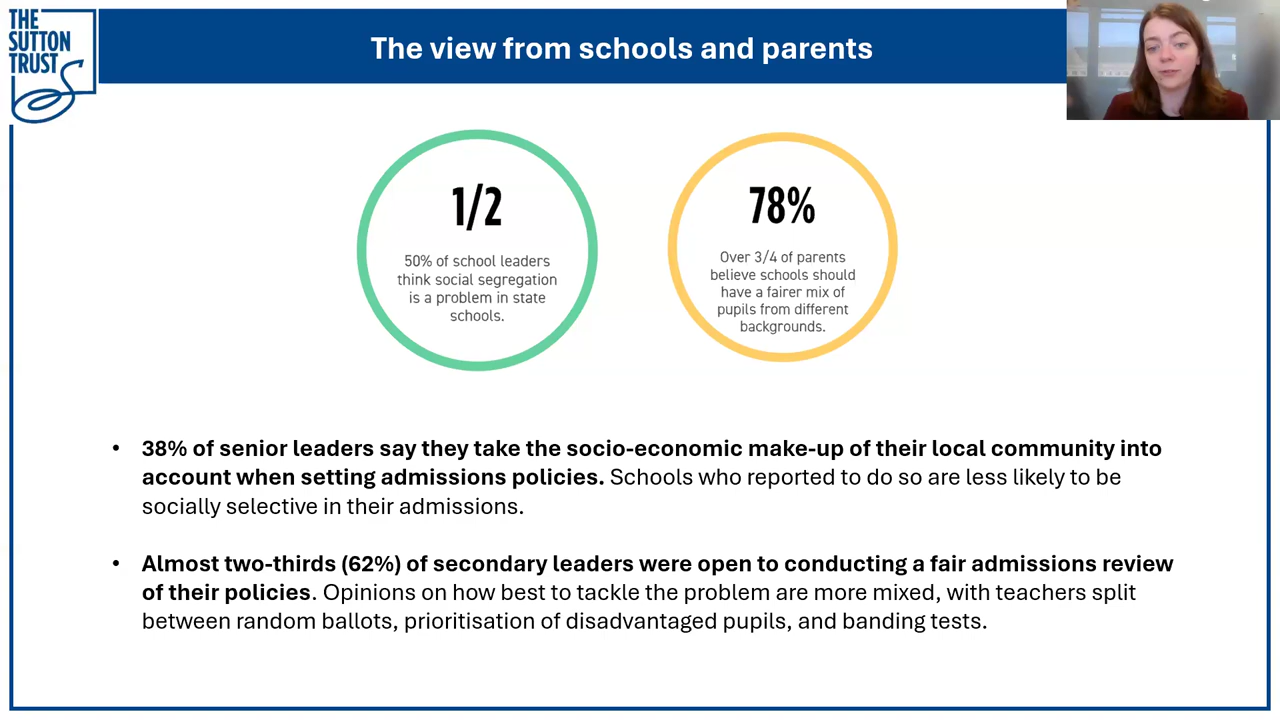 THE
SUTTON
TRUST
The view from schools and parents
1/2
50% of school leaders
think social segregation
is a problem in state
schools.
78%
Over 3/4 of parents
believe schools should
have a fairer mix of
pupils from different
backgrounds.
• 38% of senior leaders say they take the socio-economic make-up of their local community into
account when setting admissions policies. Schools who reported to do so are less likely to be
socially selective in their admissions.
• Almost two-thirds (62%) of secondary leaders were open to conducting a fair admissions review
of their policies. Opinions on how best to tackle the problem are more mixed, with teachers split
between random ballots, prioritisation of disadvantaged pupils, and banding tests.